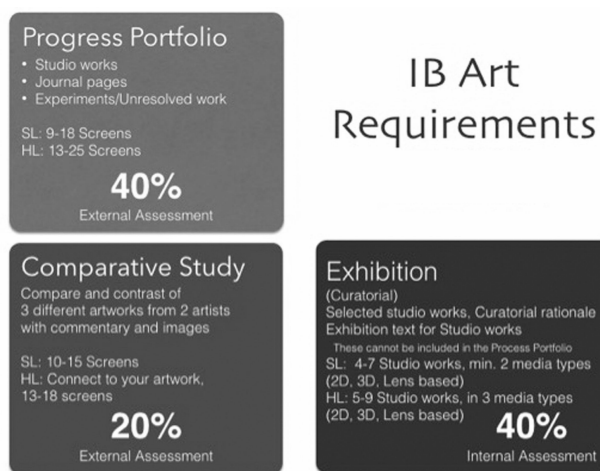 Progress Portfolio
• Studio works
• Journal pages
• Experiments/Unresolved work
SL: 9-18 Screens
HL: 13-25 Screens
40%
External Assessment
IB Art
Requirements
Comparative Study
Compare and contrast of
3 different artworks from 2 artists
with commentary and images
SL: 10-15 Screens
HL: Connect to your artwork,
13-18 screens
20%
External Assessment
Exhibition
(Curatorial)
Selected studio works, Curatorial rationale
Exhibition text for Studio works
These cannot be included in the Process Portfolio
SL: 4-7 Studio works, min. 2 media types
(2D, 3D, Lens based)
HL: 5-9 Studio works, in 3 media types
(2D, 3D, Lens based)
40%
Internal Assessment